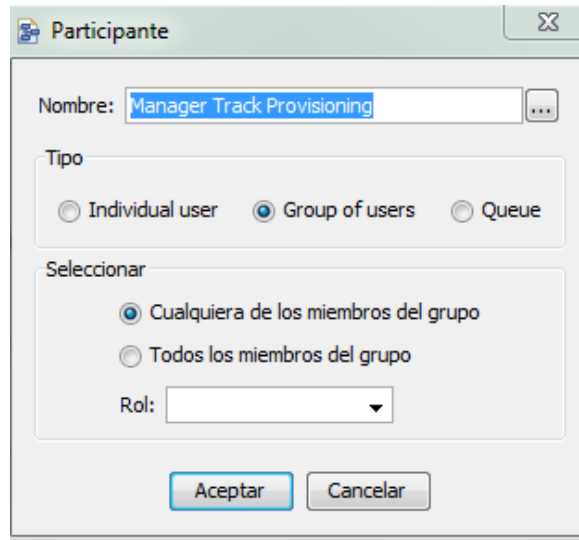 Participante
Nombre: Manager Track Provisioning ...
Tipo
Individual user Group of users Queue
Seleccionar
Cualquiera de los miembros del grupo
Todos los miembros del grupo
Rol:
Aceptar Cancelar